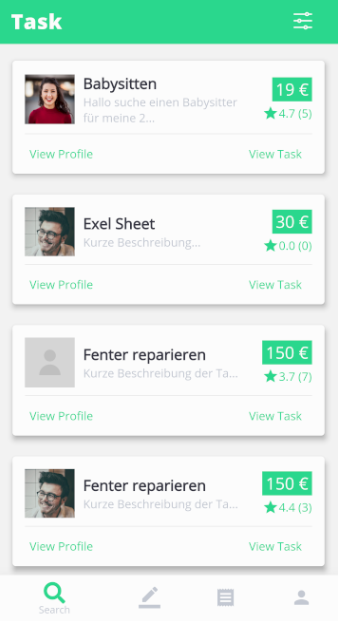 Task
Babysitten
Hallo suche einen Babysitter
für meine 2...
19 €
4.7 (5)
View Profile
View Task
Exel Sheet
Kurze Beschreibung...
30 €
0.0 (0)
View Profile
View Task
Fenter reparieren
Kurze Beschreibung der Ta...
150 €
3.7 (7)
View Profile
View Task
Fenter reparieren
Kurze Beschreibung der Ta...
150 €
4.4 (3)
View Profile
View Task
Search